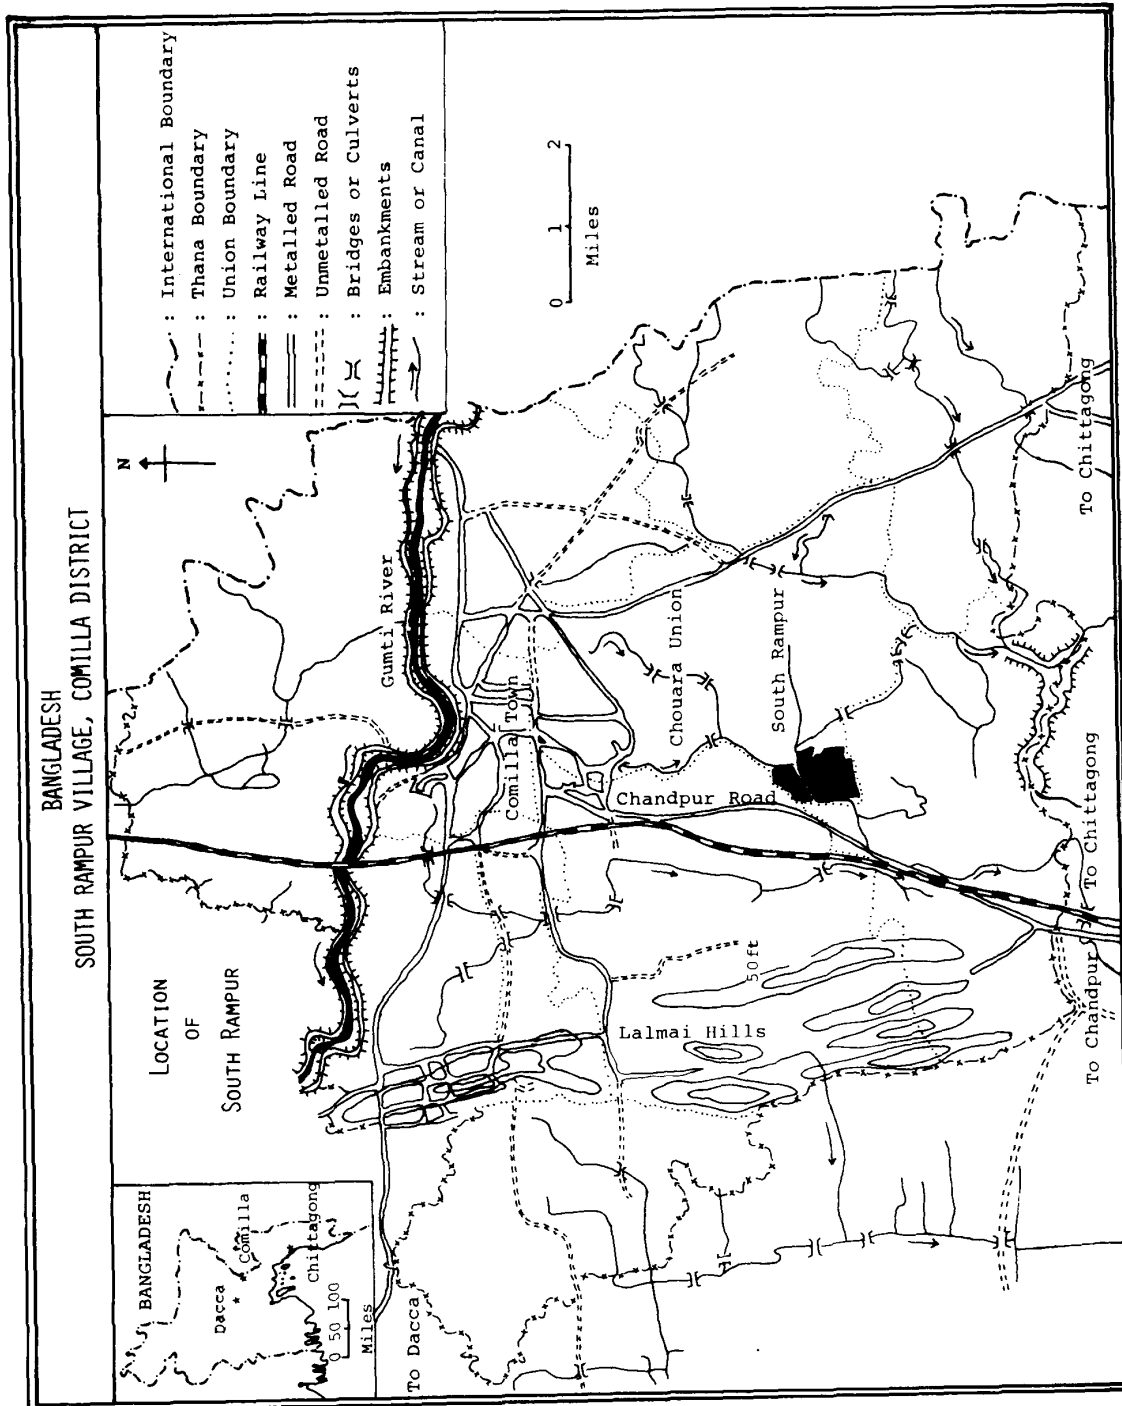 BANGLADESH
SOUTH RAMPUR VILLAGE, COMILLA DISTRICT
BANGLADESH
Dacca
Comilla
Chittagong
0 50 100
Miles
LOCATION
OF
SOUTH RAMPUR
N
: International Boundary
: Thana Boundary
: Union Boundary
: Railway Line
: Metalled Road
: Unmetalled Road
: Bridges or Culverts
: Embankments
: Stream or Canal
0 1 2
Miles
Gumti River
To Dacca
Comilla Town
Chandpur Road
Chouara Union
South Rampur
50ft
Lalmai Hills
To Chandpur
To Chittagong
To Chittagong